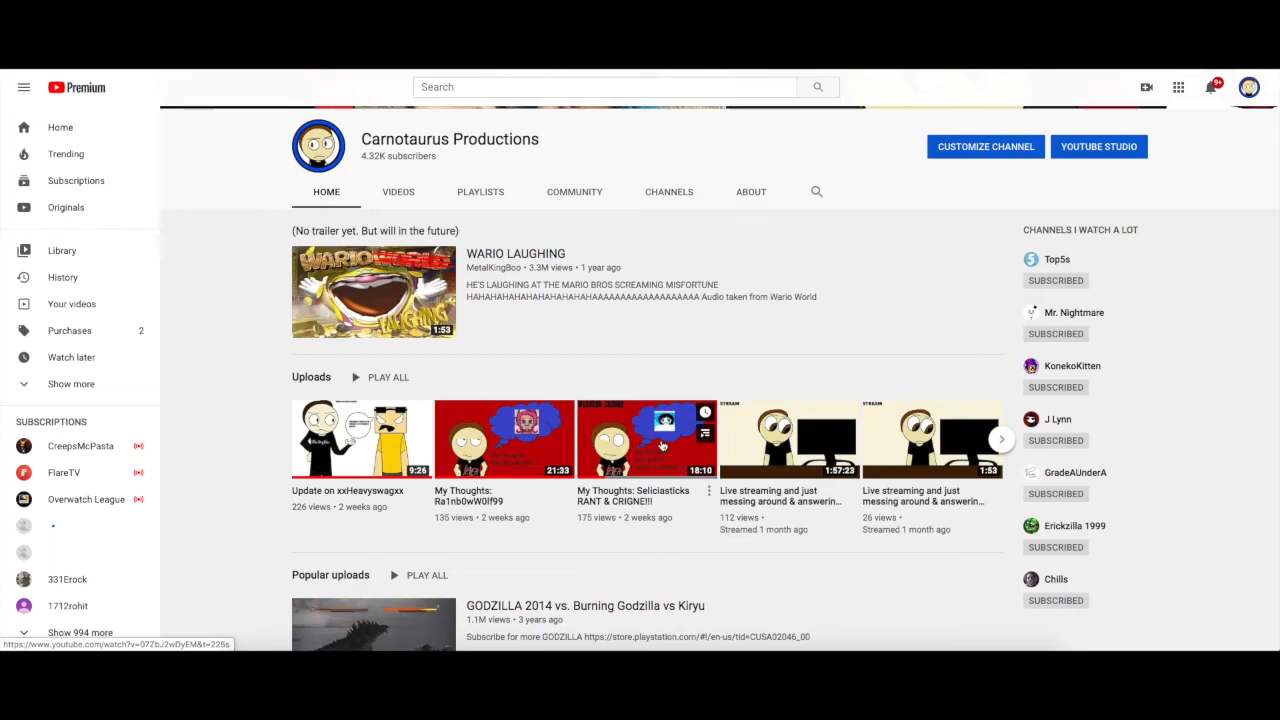 Premium
Search
9+
Home
Trending
Subscriptions
Originals
Library
History
Your videos
Purchases 2
Watch later
Show more
SUBSCRIPTIONS
CreepsMcPasta
FlareTV
Overwatch League
331Erock
1712rohit
Show 994 more
https://www.youtube.com/watch?v=07ZbJ2wDyEM&t=225s
Carnotaurus Productions
4.32K subscribers
CUSTOMIZE CHANNEL
YOUTUBE STUDIO
HOME VIDEOS PLAYLISTS COMMUNITY CHANNELS ABOUT
(No trailer yet. But will in the future)
WARIO WORLD
LAUGHING
1:53
WARIO LAUGHING
MetalKingBoo • 3.3M views • 1 year ago
HE'S LAUGHING AT THE MARIO BROS SCREAMING MISFORTUNE
HAHAHAHAHAHAHAHAHAAAAAAAAAAAAAAAAAAAA Audio taken from Wario World
Uploads PLAY ALL
9:26
21:33
18:10
STREAM
1:57:23
STREAM
1:53
Update on xxHeavyswagxx
226 views • 2 weeks ago
My Thoughts:
Ra1nb0wW0lf99
135 views • 2 weeks ago
My Thoughts: Seliciasticks
RANT & CRIGNE!!!
175 views • 2 weeks ago
Live streaming and just
messing around & answerin...
112 views •
Streamed 1 month ago
Live streaming and just
messing around & answerin...
26 views •
Streamed 1 month ago
Popular uploads PLAY ALL
GODZILLA 2014 vs. Burning Godzilla vs Kiryu
1.1M views • 3 years ago
Subscribe for more GODZILLA https://store.playstation.com/#!/en-us/tid=CUSA02046_00
CHANNELS I WATCH A LOT
Top5s
SUBSCRIBED
Mr. Nightmare
SUBSCRIBED
KonekoKitten
SUBSCRIBED
J Lynn
SUBSCRIBED
GradeAUnderA
SUBSCRIBED
Erickzilla 1999
SUBSCRIBED
Chills
SUBSCRIBED